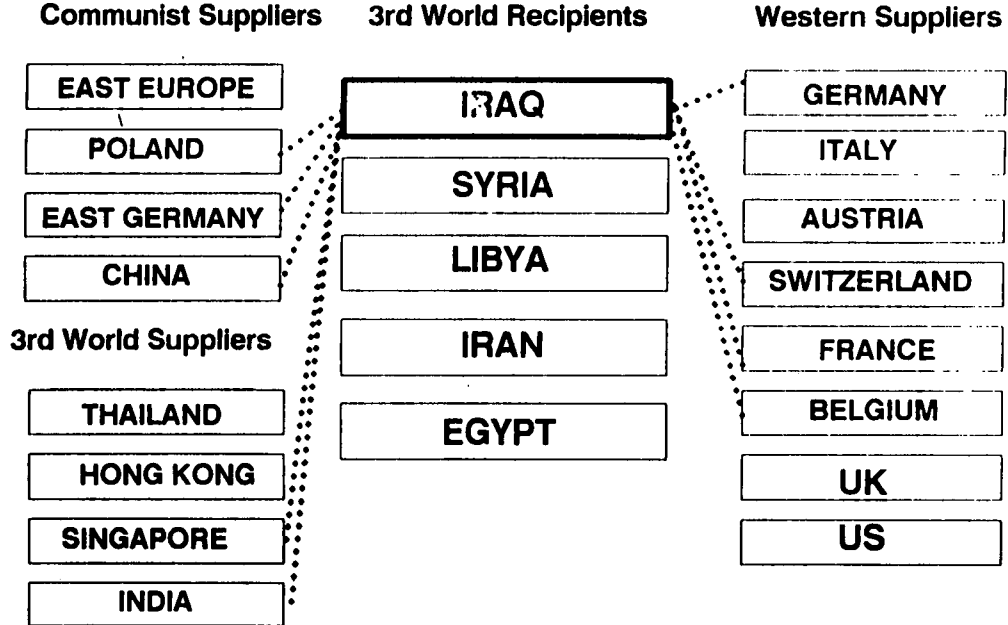 Communist Suppliers
EAST EUROPE
POLAND
EAST GERMANY
CHINA
3rd World Suppliers
THAILAND
HONG KONG
SINGAPORE
INDIA
3rd World Recipients
IRAQ
SYRIA
LIBYA
IRAN
EGYPT
Western Suppliers
GERMANY
ITALY
AUSTRIA
SWITZERLAND
FRANCE
BELGIUM
UK
US